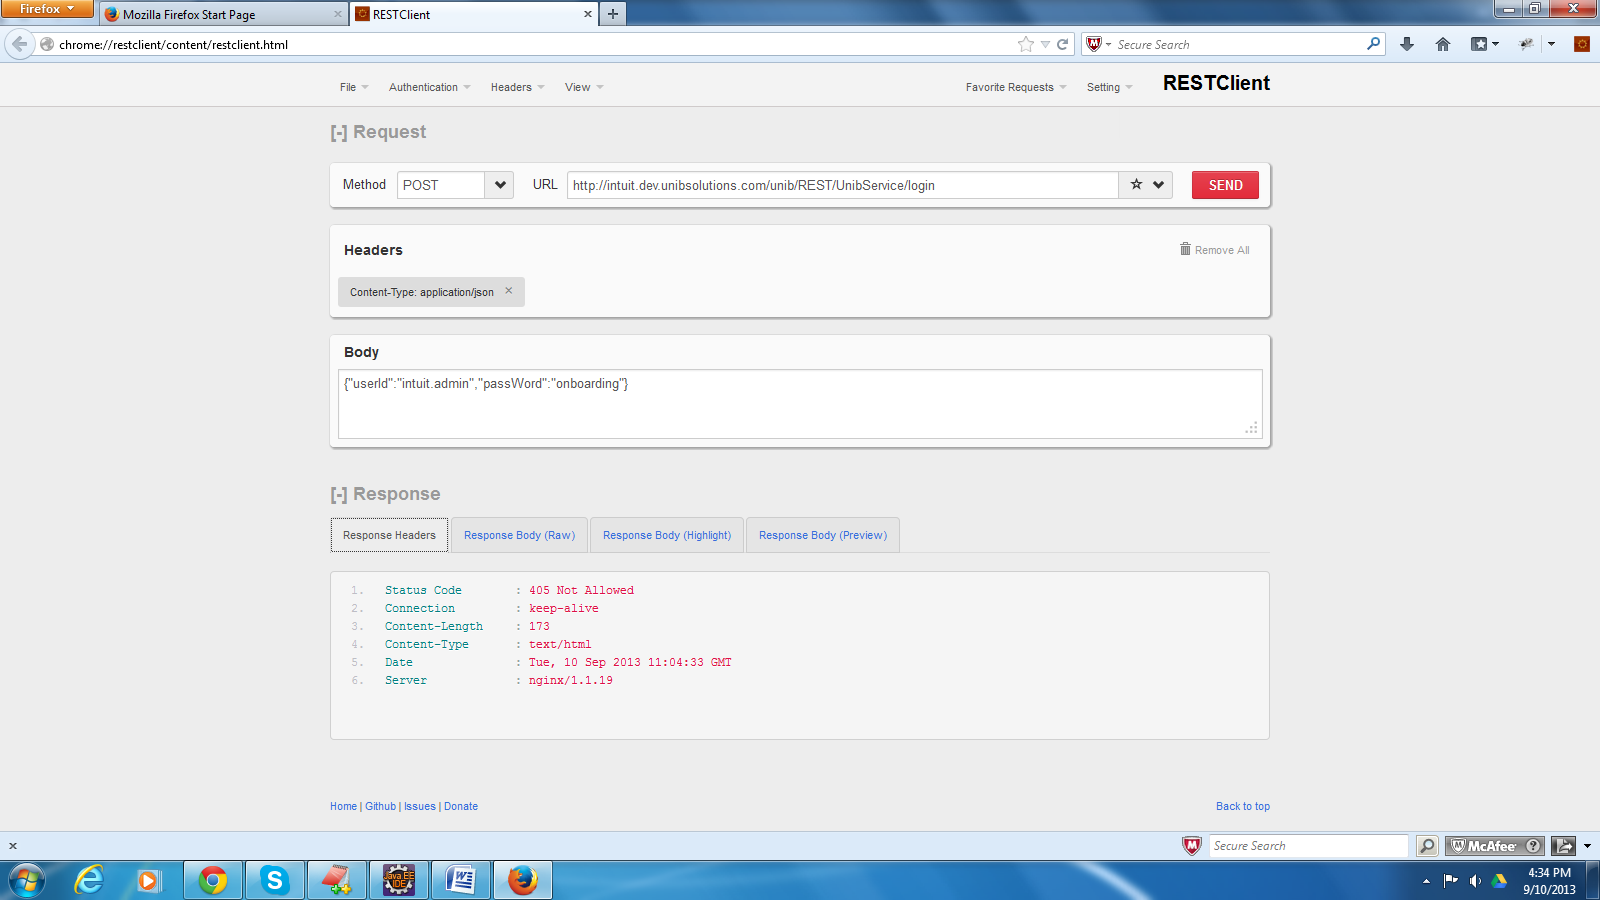 Firefox
Mozilla Firefox Start Page
RESTClient
chrome://restclient/content/restclient.html
Secure Search
File
Authentication
Headers
View
Favorite Requests
Setting
RESTClient
[-] Request
Method
POST
URL
http://intuit.dev.unibsolutions.com/unib/REST/UnibService/login
SEND
Headers
Remove All
Content-Type: application/json
Body
{"userId":"intuit.admin","passWord":"onboarding"}
[-] Response
Response Headers
Response Body (Raw)
Response Body (Highlight)
Response Body (Preview)
1. Status Code : 405 Not Allowed
2. Connection : keep-alive
3. Content-Length : 173
4. Content-Type : text/html
5. Date : Tue, 10 Sep 2013 11:04:33 GMT
6. Server : nginx/1.1.19
Home | Github | Issues | Donate
Back to top
Secure Search
McAfee
Java EE
IDE
4:34 PM
9/10/2013